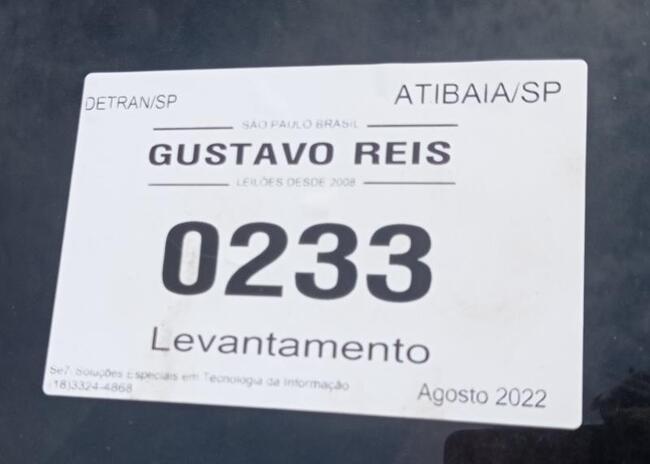 DETRAN/SP
ATIBAIA/SP
SÃO PAULO BRASIL
GUSTAVO REIS
LEILÕES DESDE 2008
0233
Levantamento
Se7 Soluções Especiais em Tecnologia da Informação
(18)3324-4868
Agosto 2022